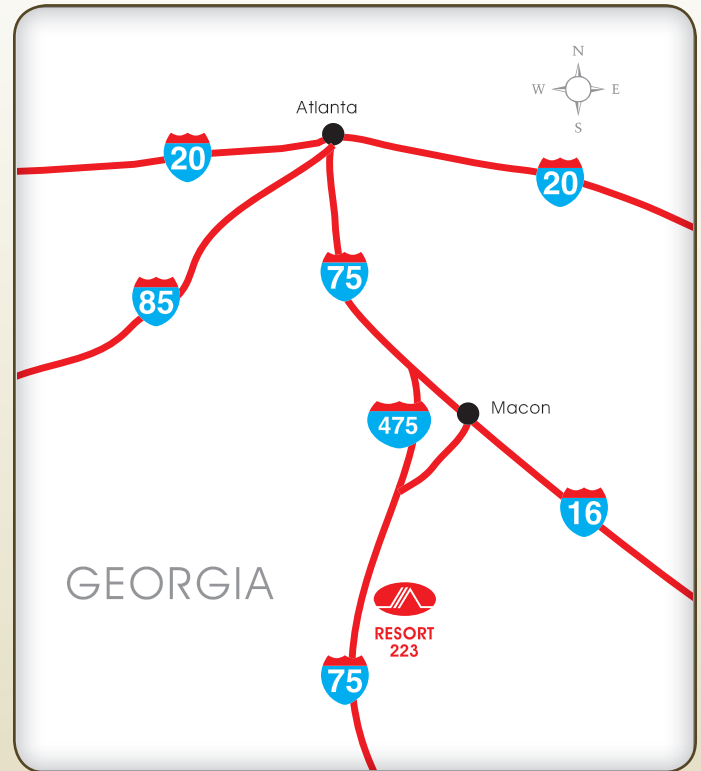 N
Atlanta
W
E
20
S
20
75
85
Macon
475
16
GEORGIA
RESORT
223
75